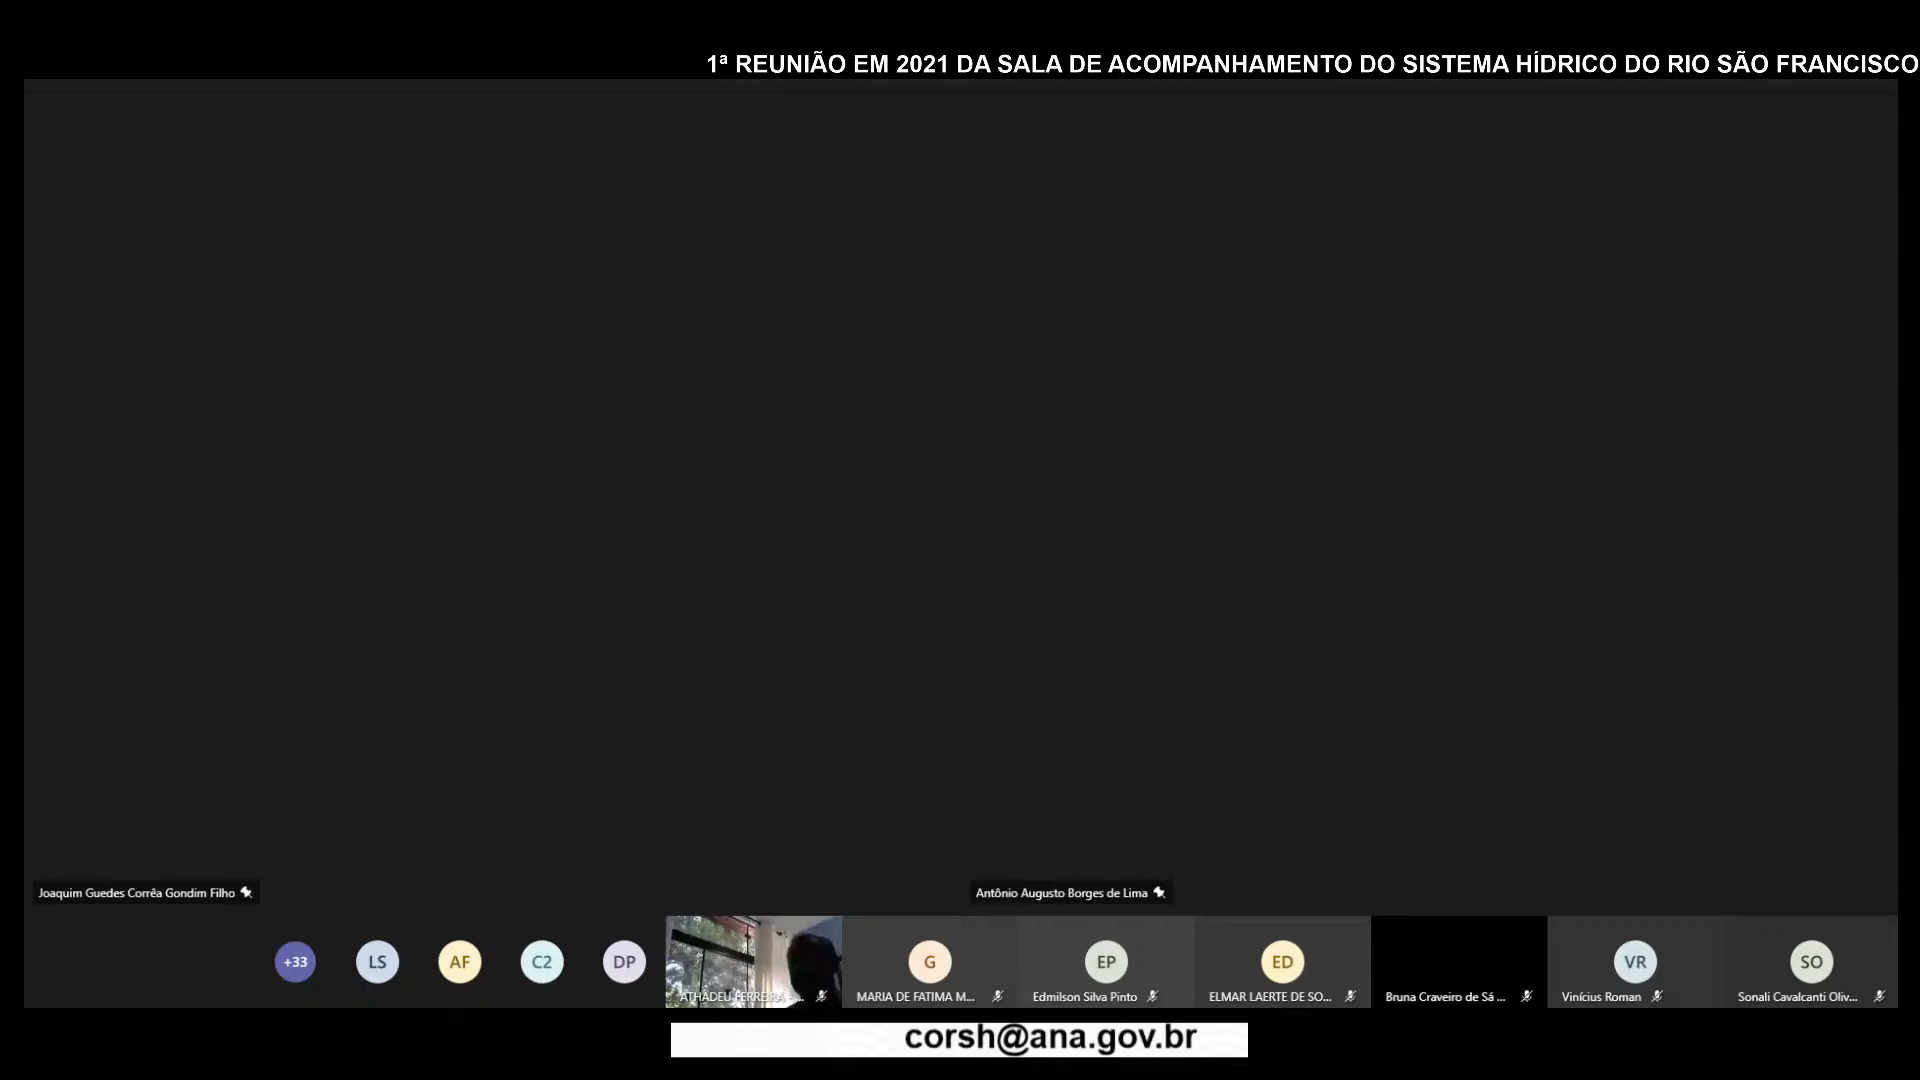 1ª REUNIÃO EM 2021 DA SALA DE ACOMPANHAMENTO DO SISTEMA HÍDRICO DO RIO SÃO FRANCISCO
Joaquim Guedes Corrêa Gondim Filho
Antônio Augusto Borges de Lima
+33
LS
AF
C2
DP
G
EP
ED
VR
SO
ATHADEU FERREIRA ...
MARIA DE FATIMA M...
Edmilson Silva Pinto
ELMAR LAERTE DE SO...
Bruna Craveiro de Sá ...
Vinícius Roman
Sonali Cavalcanti Oliv...
corsh@ana.gov.br